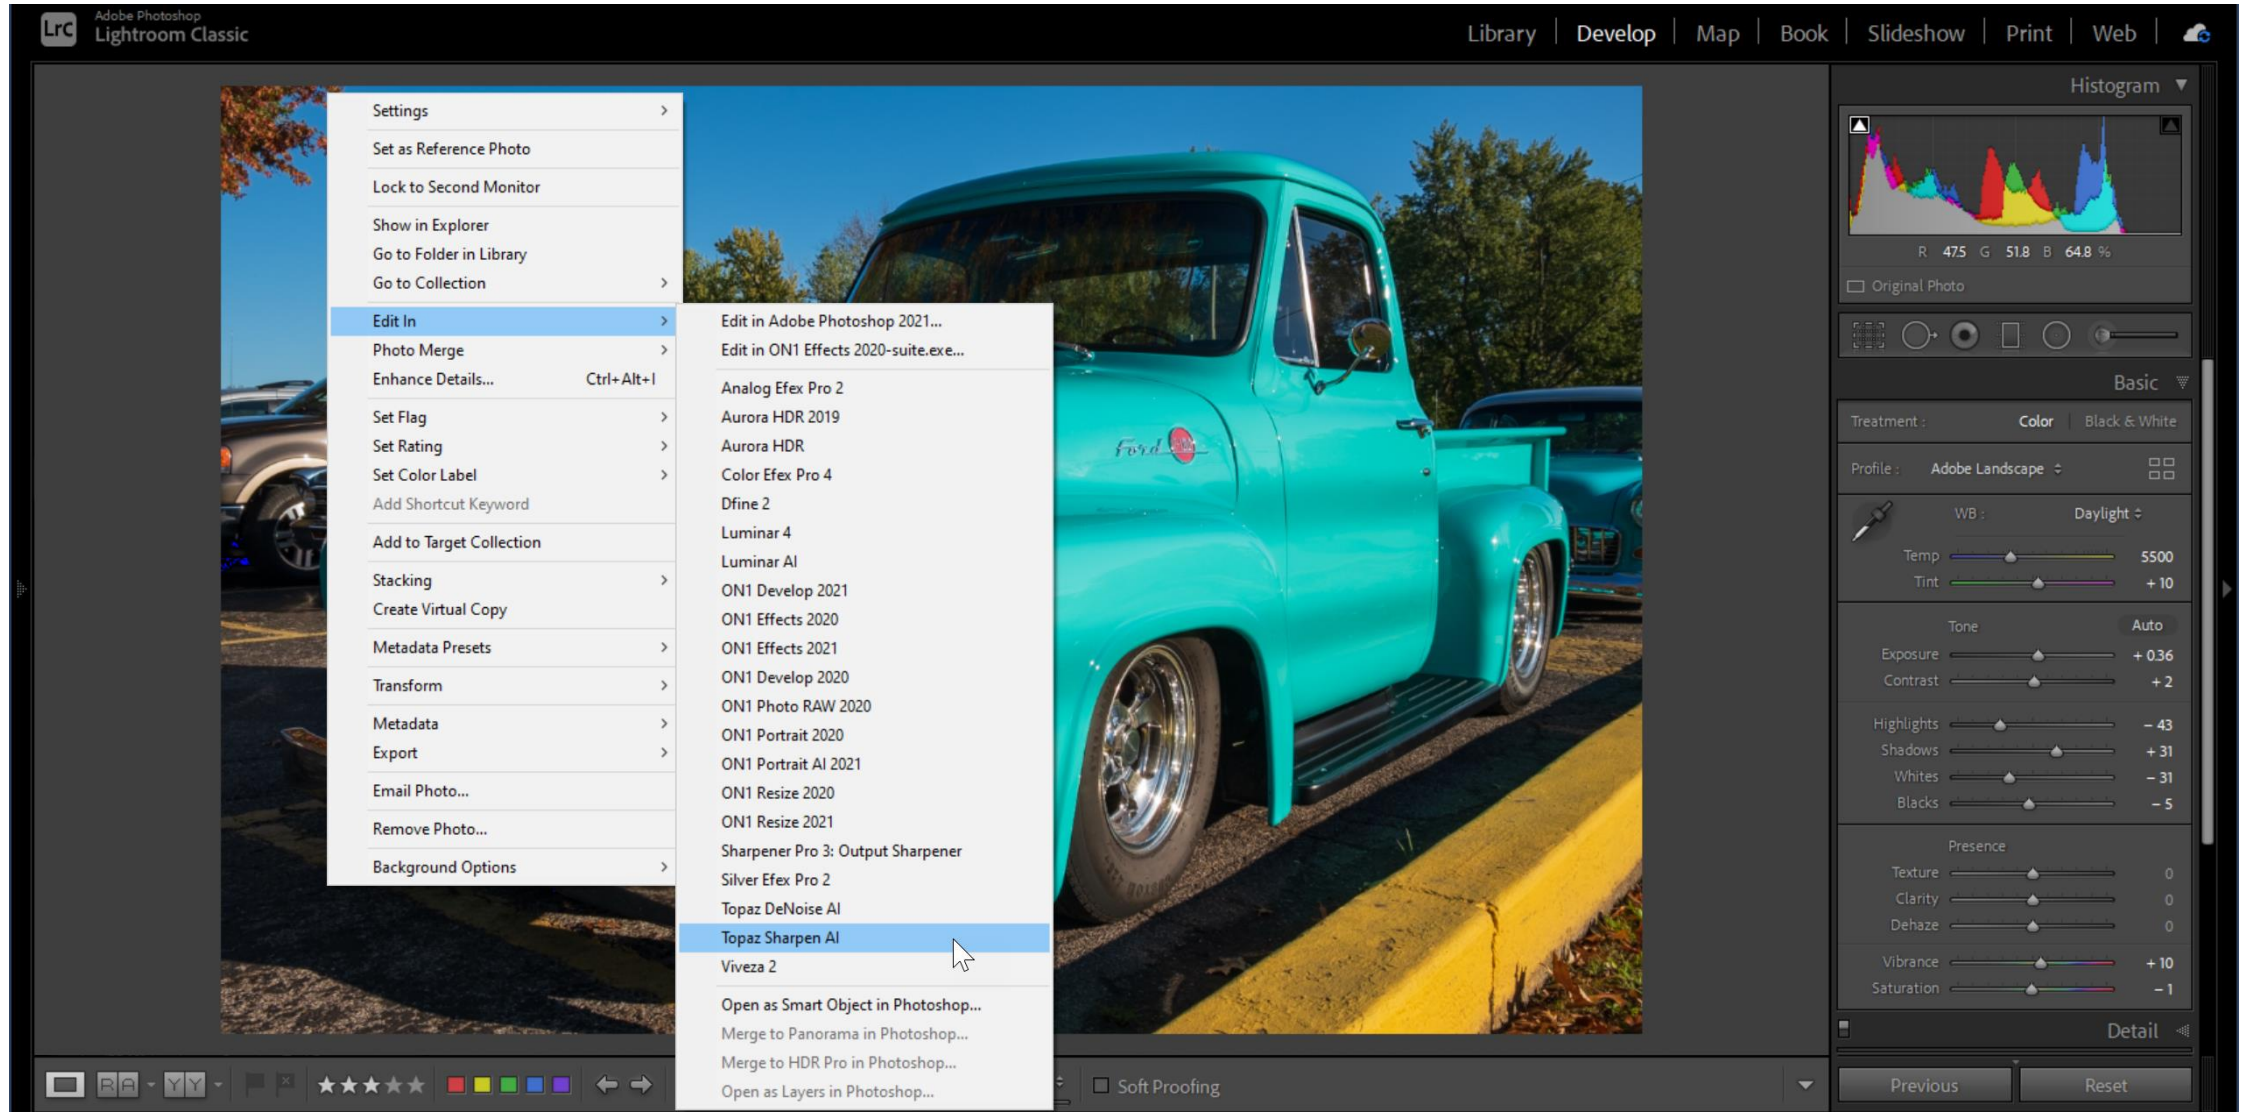 LrC
Adobe Photoshop
Lightroom Classic
Library | Develop | Map | Book | Slideshow | Print | Web
Settings
Set as Reference Photo
Lock to Second Monitor
Show in Explorer
Go to Folder in Library
Go to Collection
Edit In
Photo Merge
Enhance Details... Ctrl+Alt+I
Set Flag
Set Rating
Set Color Label
Add Shortcut Keyword
Add to Target Collection
Stacking
Create Virtual Copy
Metadata Presets
Transform
Metadata
Export
Email Photo...
Remove Photo...
Background Options
Edit in Adobe Photoshop 2021...
Edit in ON1 Effects 2020-suite.exe...
Analog Efex Pro 2
Aurora HDR 2019
Aurora HDR
Color Efex Pro 4
Dfine 2
Luminar 4
Luminar AI
ON1 Develop 2021
ON1 Effects 2020
ON1 Effects 2021
ON1 Develop 2020
ON1 Photo RAW 2020
ON1 Portrait 2020
ON1 Portrait AI 2021
ON1 Resize 2020
ON1 Resize 2021
Sharpener Pro 3: Output Sharpener
Silver Efex Pro 2
Topaz DeNoise AI
Topaz Sharpen AI
Viveza 2
Open as Smart Object in Photoshop...
Merge to Panorama in Photoshop...
Merge to HDR Pro in Photoshop...
Open as Layers in Photoshop...
Ford
Histogram
R 47.5 G 51.8 B 64.8 %
Original Photo
Basic
Treatment : Color | Black & White
Profile : Adobe Landscape
WB : Daylight
Temp 5500
Tint + 10
Tone Auto
Exposure + 0.36
Contrast + 2
Highlights − 43
Shadows + 31
Whites − 31
Blacks − 5
Presence
Texture 0
Clarity 0
Dehaze 0
Vibrance + 10
Saturation − 1
Detail
Previous Reset
R A Y Y Soft Proofing